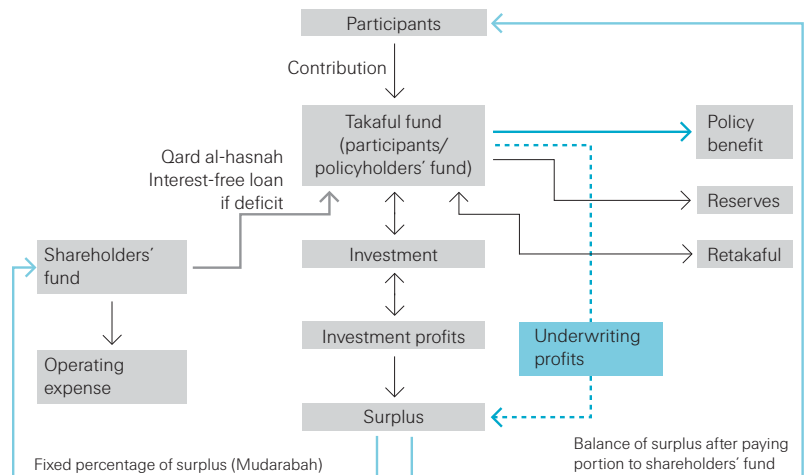 Participants
Contribution
Takaful fund
(participants/
policyholders’ fund)
Policy
benefit
Qard al-hasnah
Interest-free loan
if deficit
Reserves
Shareholders’
fund
Investment
Retakaful
Operating
expense
Investment profits
Underwriting
profits
Surplus
Fixed percentage of surplus (Mudarabah)
Balance of surplus after paying
portion to shareholders’ fund